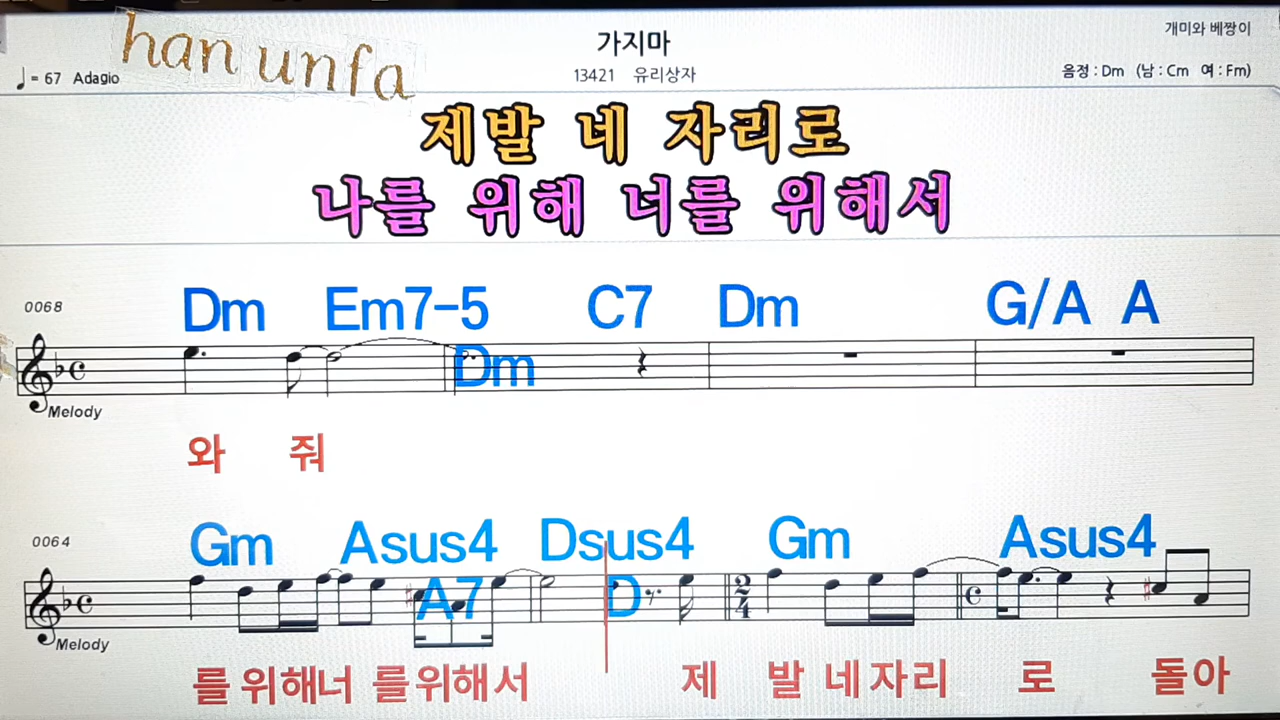 han unfa
가지마
개미와 베짱이
♩= 67 Adagio
13421 유리상자
음정 : Dm (남 : Cm 여 : Fm)
제발 네 자리로
나를 위해 너를 위해서
0068
Dm Em7-5 C7 Dm G/A A
Dm
Melody
와 줘
0064
Gm Asus4 Dsus4 Gm Asus4
A7 D
2
4
Melody
를 위해너 를위해서 제 발 네자리 로 돌아